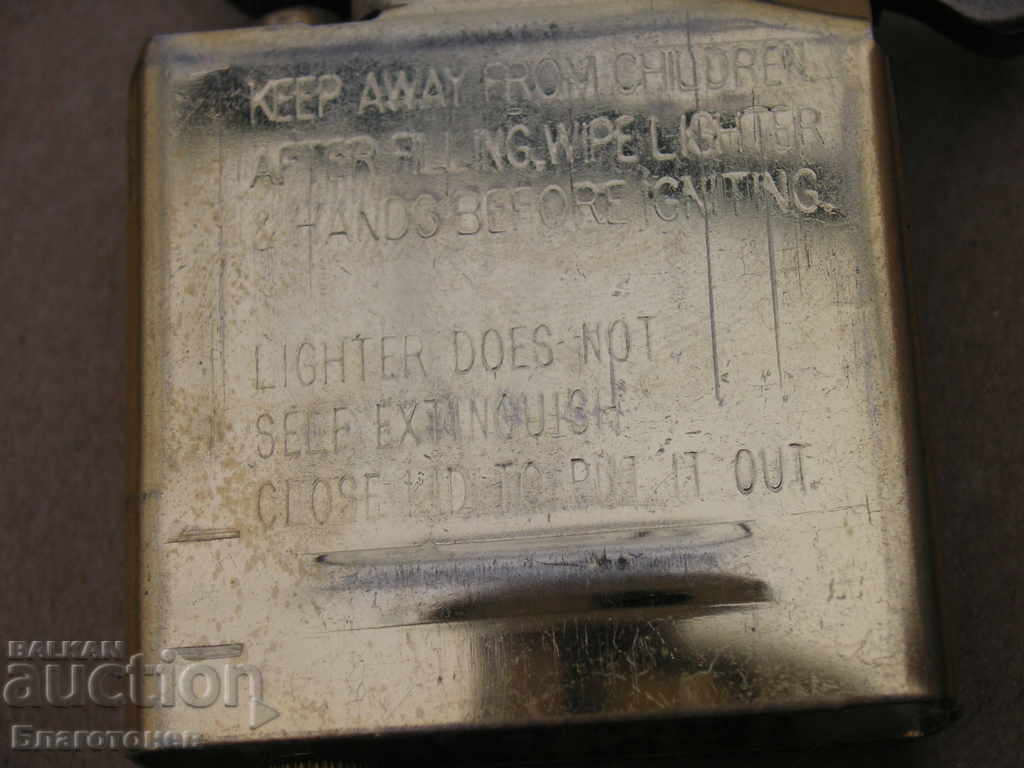 KEEP AWAY FROM CHILDREN.
AFTER FILLING, WIPE LIGHTER
& HANDS BEFORE IGNITING.
LIGHTER DOES NOT
SELF EXTINGUISH
CLOSE LID TO PUT IT OUT.
BALKAN
auction
Благотонев